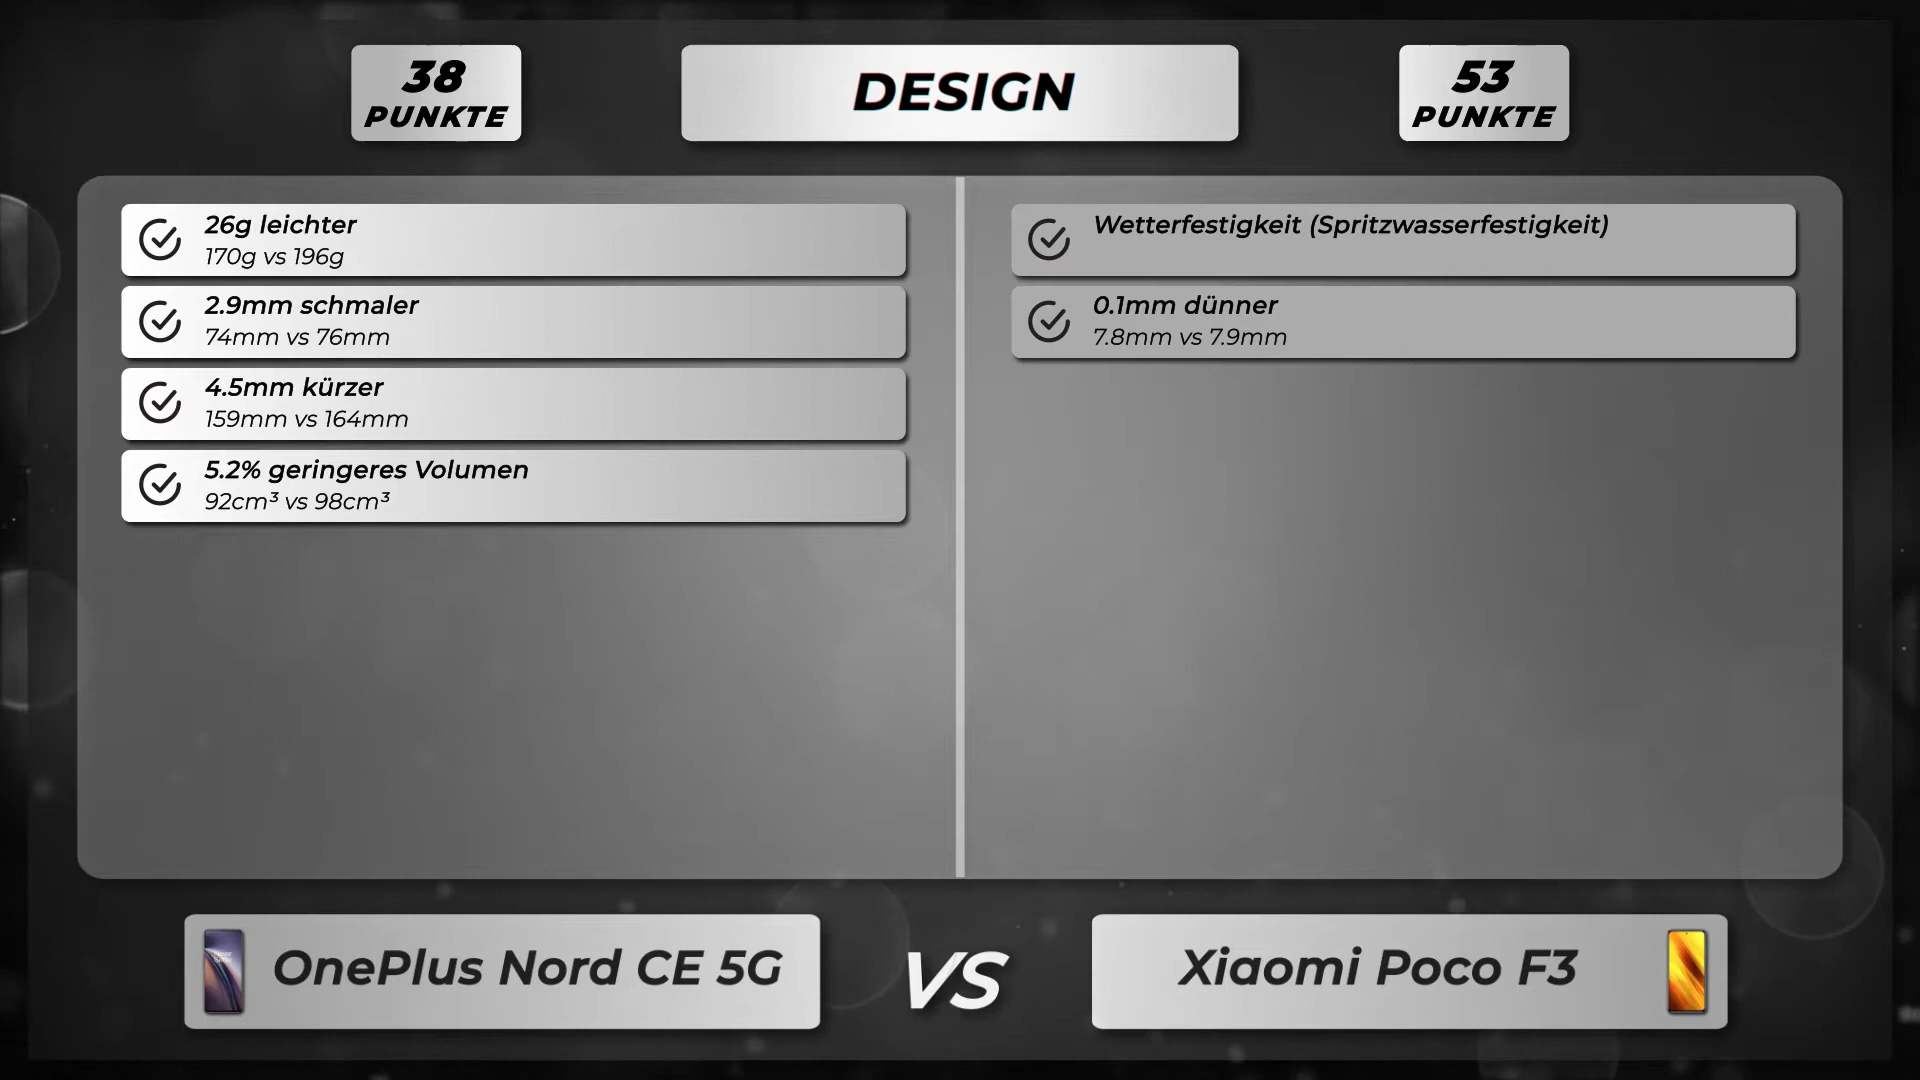 38
PUNKTE
DESIGN
53
PUNKTE
26g leichter
170g vs 196g
2.9mm schmaler
74mm vs 76mm
4.5mm kürzer
159mm vs 164mm
5.2% geringeres Volumen
92cm³ vs 98cm³
Wetterfestigkeit (Spritzwasserfestigkeit)
0.1mm dünner
7.8mm vs 7.9mm
OnePlus Nord CE 5G
VS
Xiaomi Poco F3